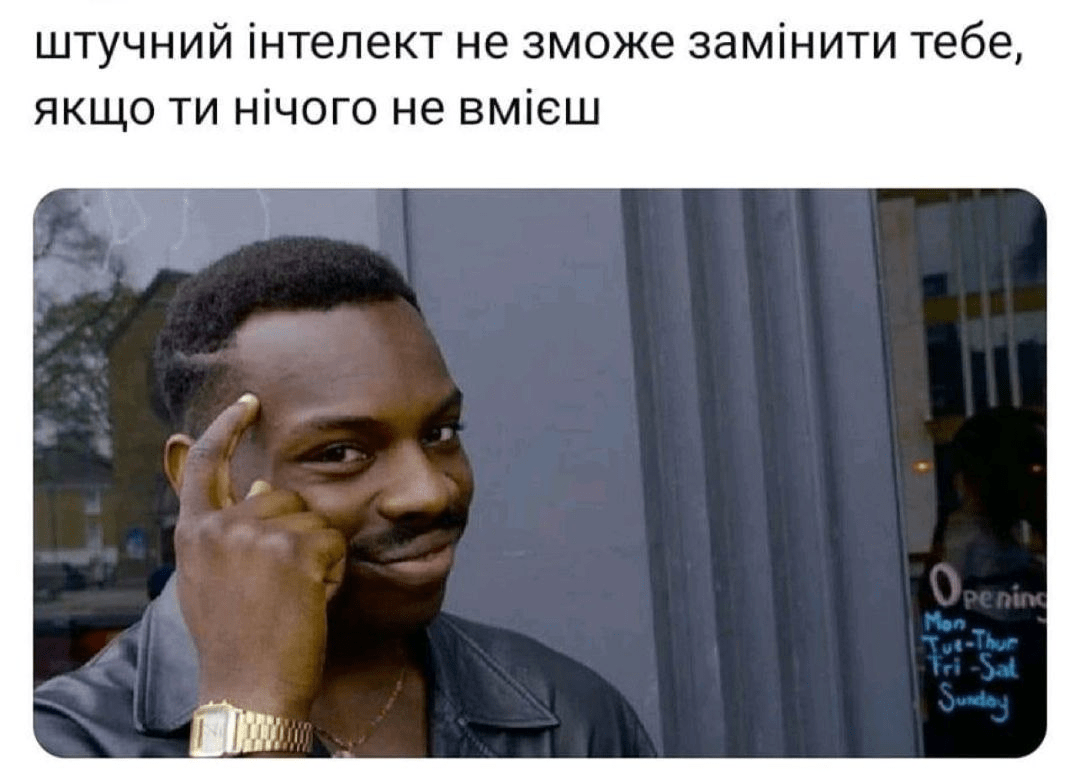 штучний інтелект не зможе замінити тебе,
якщо ти нічого не вмієш
Opening
Mon
Tue-Thur
Fri-Sat
Sunday